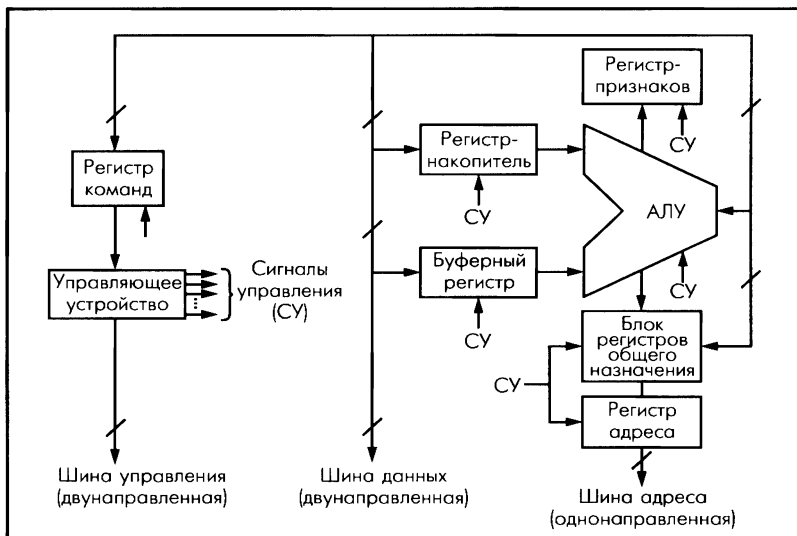 Регистр-
признаков
СУ
Регистр
команд
Регистр-
накопитель
СУ
АЛУ
Управляющее
устройство
Сигналы
управления
(СУ)
Буферный
регистр
СУ
СУ
Блок
регистров
общего
назначения
СУ
Регистр
адреса
Шина управления
(двунаправленная)
Шина данных
(двунаправленная)
Шина адреса
(однонаправленная)